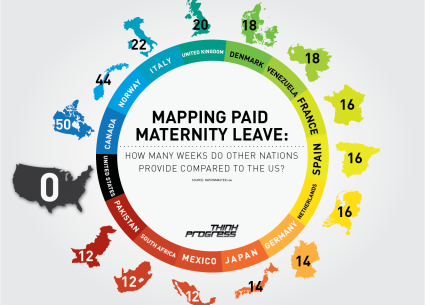 20
22
18
44
18
50
16
0
16
16
12
12
12
14
14
UNITED KINGDOM
DENMARK
VENEZUELA
FRANCE
SPAIN
NETHERLANDS
GERMANY
JAPAN
MEXICO
SOUTH AFRICA
PAKISTAN
UNITED STATES
CANADA
NORWAY
ITALY
MAPPING PAID
MATERNITY LEAVE:
HOW MANY WEEKS DO OTHER NATIONS
PROVIDE COMPARED TO THE US?
THINK
PROGRESS